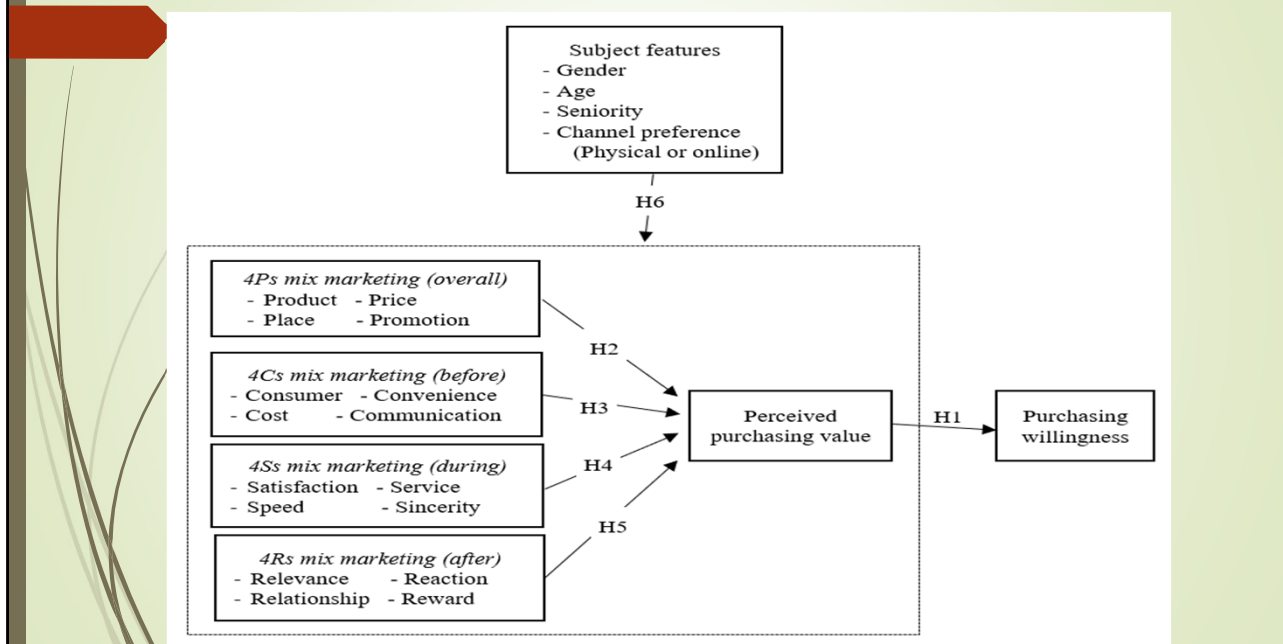 Subject features
- Gender
- Age
- Seniority
- Channel preference
(Physical or online)
H6
4Ps mix marketing (overall)
- Product - Price
- Place - Promotion
H2
4Cs mix marketing (before)
- Consumer - Convenience
- Cost - Communication
H3
4Ss mix marketing (during)
- Satisfaction - Service
- Speed - Sincerity
H4
4Rs mix marketing (after)
- Relevance - Reaction
- Relationship - Reward
H5
Perceived
purchasing value
H1
Purchasing
willingness